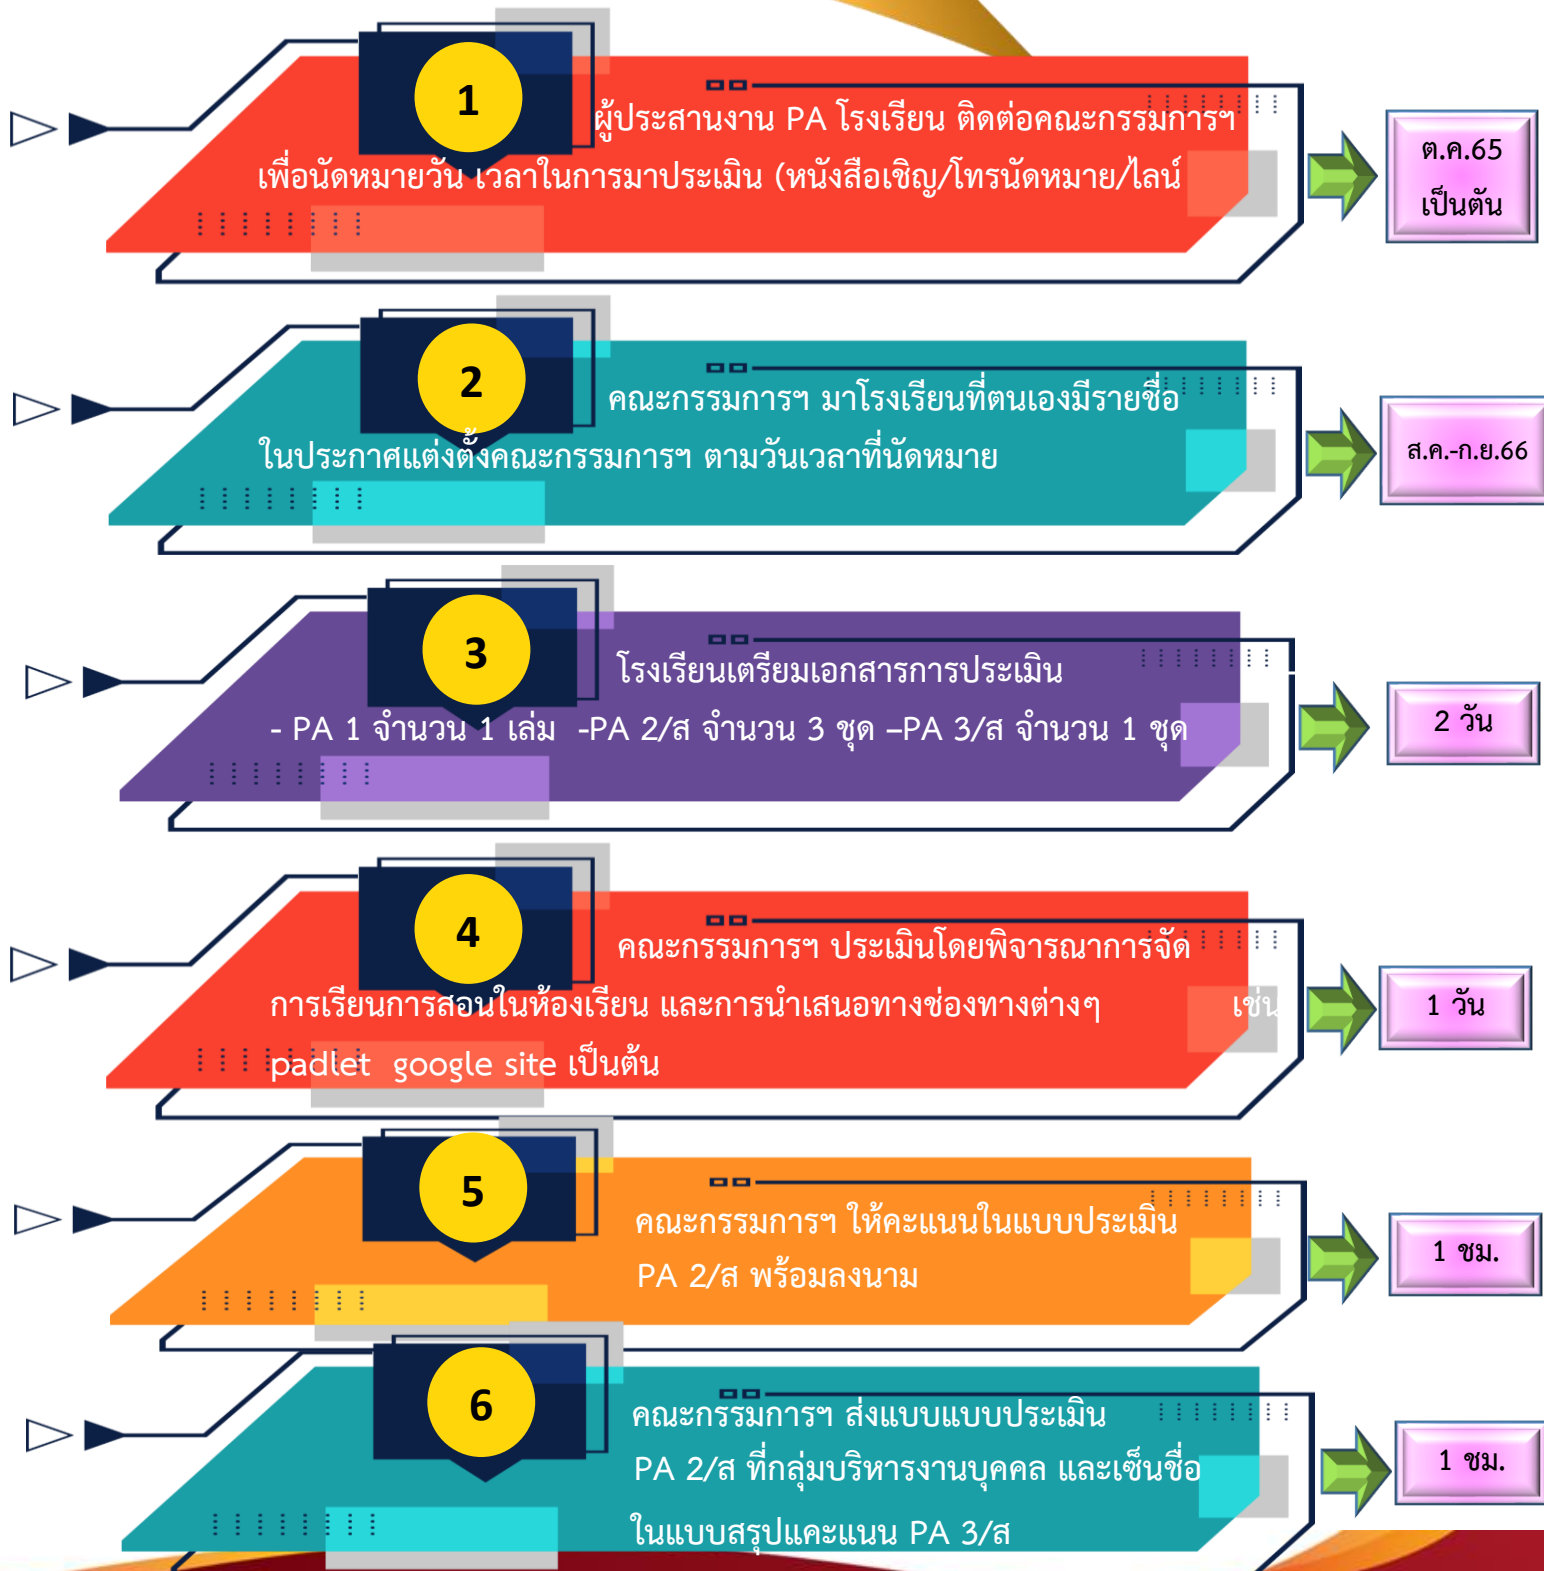 1
ผู้ประสานงาน PA โรงเรียน ติดต่อคณะกรรมการฯ
เพื่อนัดหมายวัน เวลาในการมาประเมิน (หนังสือเชิญ/โทรนัดหมาย/ไลน์
ต.ค.65
เป็นต้น
2
คณะกรรมการฯ มาโรงเรียนที่ตนเองมีรายชื่อ
ในประกาศแต่งตั้งคณะกรรมการฯ ตามวันเวลาที่นัดหมาย
ส.ค.-ก.ย.66
3
โรงเรียนเตรียมเอกสารการประเมิน
- PA 1 จำนวน 1 เล่ม -PA 2/ส จำนวน 3 ชุด –PA 3/ส จำนวน 1 ชุด
2 วัน
4
คณะกรรมการฯ ประเมินโดยพิจารณาการจัด
การเรียนการสอนในห้องเรียน และการนำเสนอทางช่องทางต่างๆ เช่น
padlet google site เป็นต้น
1 วัน
5
คณะกรรมการฯ ให้คะแนนในแบบประเมิน
PA 2/ส พร้อมลงนาม
1 ชม.
6
คณะกรรมการฯ ส่งแบบแบบประเมิน
PA 2/ส ที่กลุ่มบริหารงานบุคคล และเซ็นชื่อ
ในแบบสรุปแคะแนน PA 3/ส
1 ชม.